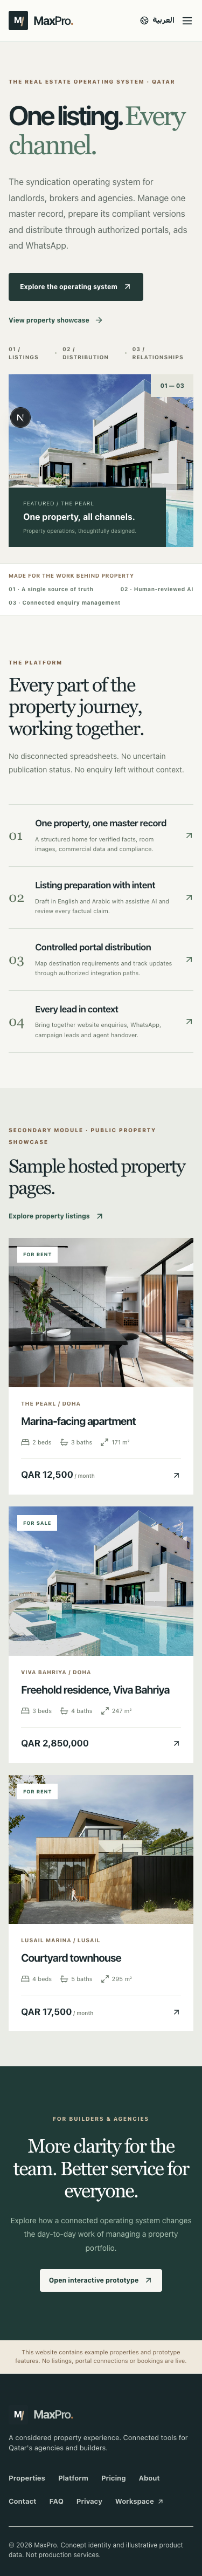 MaxPro.
العربية
THE REAL ESTATE OPERATING SYSTEM · QATAR
One listing. Every
channel.
The syndication operating system for
landlords, brokers and agencies. Manage one
master record, prepare its compliant versions
and distribute through authorized portals, ads
and WhatsApp.
Explore the operating system
View property showcase
01 /
LISTINGS
02 /
DISTRIBUTION
03 /
RELATIONSHIPS
01 — 03
N
FEATURED / THE PEARL
One property, all channels.
Property operations, thoughtfully designed.
MADE FOR THE WORK BEHIND PROPERTY
01 · A single source of truth
02 · Human-reviewed AI
03 · Connected enquiry management
THE PLATFORM
Every part of the
property journey,
working together.
No disconnected spreadsheets. No uncertain
publication status. No enquiry left without context.
01
One property, one master record
A structured home for verified facts, room
images, commercial data and compliance.
02
Listing preparation with intent
Draft in English and Arabic with assistive AI and
review every factual claim.
03
Controlled portal distribution
Map destination requirements and track updates
through authorized integration paths.
04
Every lead in context
Bring together website enquiries, WhatsApp,
campaign leads and agent handover.
SECONDARY MODULE · PUBLIC PROPERTY
SHOWCASE
Sample hosted property
pages.
Explore property listings
FOR RENT
THE PEARL / DOHA
Marina-facing apartment
2 beds
3 baths
171 m²
QAR 12,500 / month
FOR SALE
VIVA BAHRIYA / DOHA
Freehold residence, Viva Bahriya
3 beds
4 baths
247 m²
QAR 2,850,000
FOR RENT
LUSAIL MARINA / LUSAIL
Courtyard townhouse
4 beds
5 baths
295 m²
QAR 17,500 / month
FOR BUILDERS & AGENCIES
More clarity for the
team. Better service for
everyone.
Explore how a connected operating system changes
the day-to-day work of managing a property
portfolio.
Open interactive prototype
This website contains example properties and prototype
features. No listings, portal connections or bookings are live.
MaxPro.
A considered property experience. Connected tools for
Qatar's agencies and builders.
Properties
Platform
Pricing
About
Contact
FAQ
Privacy
Workspace
© 2026 MaxPro. Concept identity and illustrative product
data. Not production services.